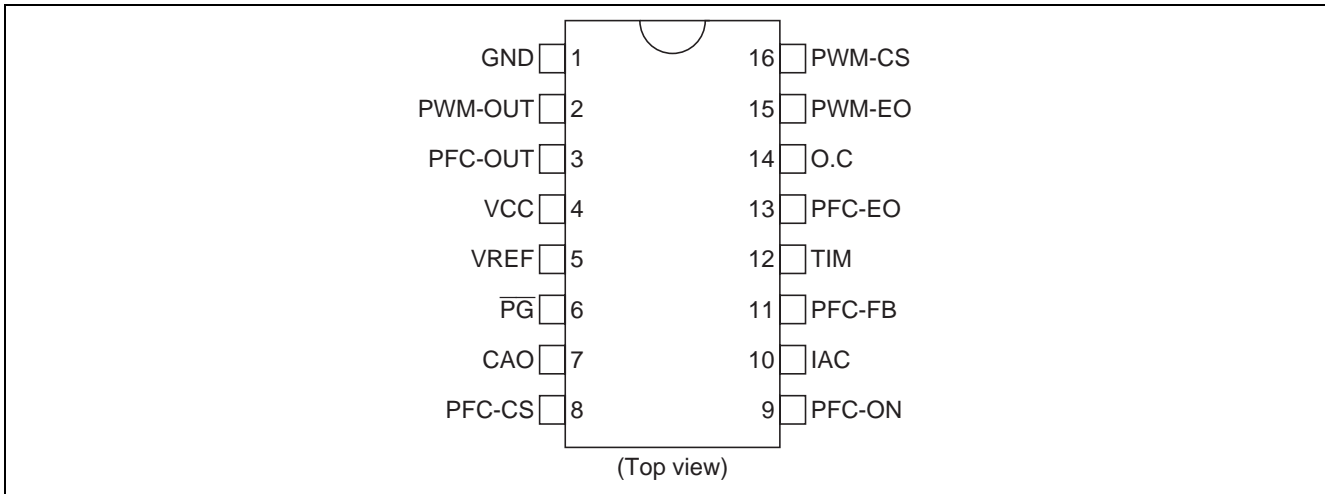 GND 1 16 PWM-CS
PWM-OUT 2 15 PWM-EO
PFC-OUT 3 14 O.C
VCC 4 13 PFC-EO
VREF 5 12 TIM
P̅G̅ 6 11 PFC-FB
CAO 7 10 IAC
PFC-CS 8 9 PFC-ON
(Top view)